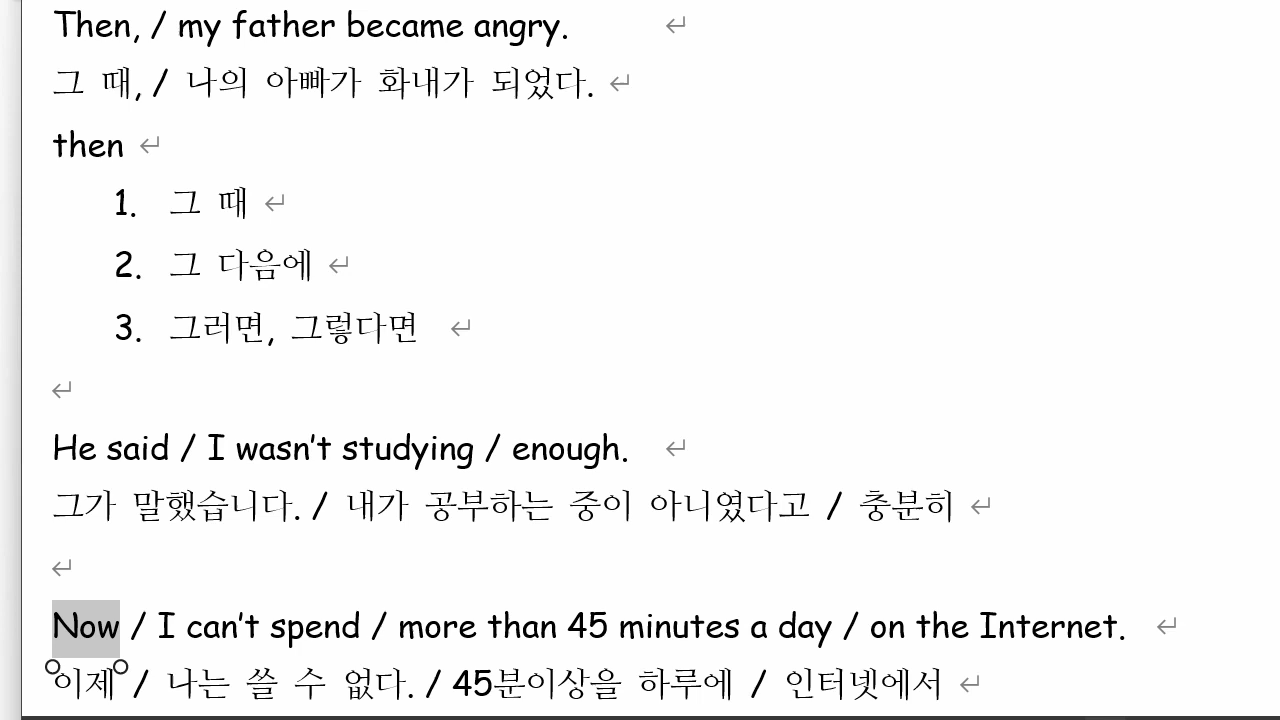 Then, / my father became angry.
그 때, / 나의 아빠가 화내가 되었다.
then
1. 그 때
2. 그 다음에
3. 그러면, 그렇다면
He said / I wasn't studying / enough.
그가 말했습니다. / 내가 공부하는 중이 아니였다고 / 충분히
Now / I can't spend / more than 45 minutes a day / on the Internet.
이제 / 나는 쓸 수 없다. / 45분이상을 하루에 / 인터넷에서